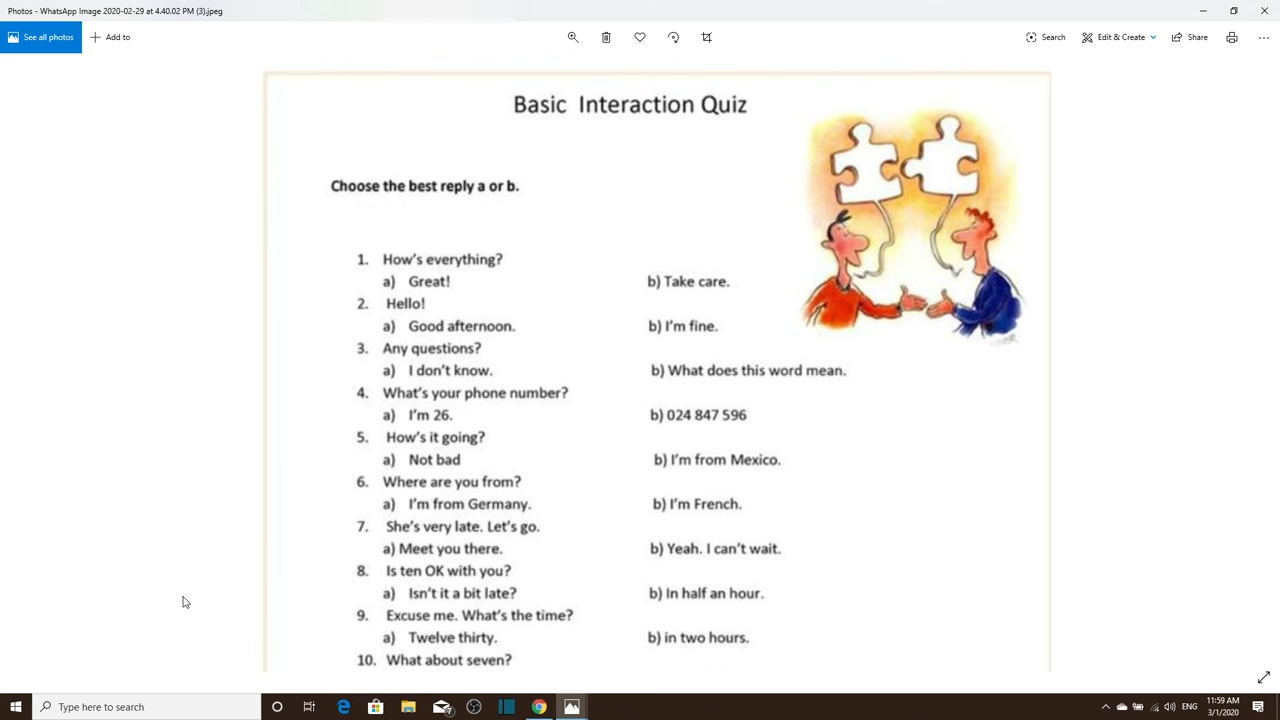 Photos - WhatsApp Image 2020-02-29 at 4.40.02 PM (3).jpeg
See all photos + Add to Search Edit & Create Share
Basic Interaction Quiz
Choose the best reply a or b.
1. How's everything?
a) Great! b) Take care.
2. Hello!
a) Good afternoon. b) I'm fine.
3. Any questions?
a) I don't know. b) What does this word mean.
4. What's your phone number?
a) I'm 26. b) 024 847 596
5. How's it going?
a) Not bad b) I'm from Mexico.
6. Where are you from?
a) I'm from Germany. b) I'm French.
7. She's very late. Let's go.
a) Meet you there. b) Yeah. I can't wait.
8. Is ten OK with you?
a) Isn't it a bit late? b) In half an hour.
9. Excuse me. What's the time?
a) Twelve thirty. b) in two hours.
10. What about seven?
Type here to search 7 ENG 11:59 AM
3/1/2020